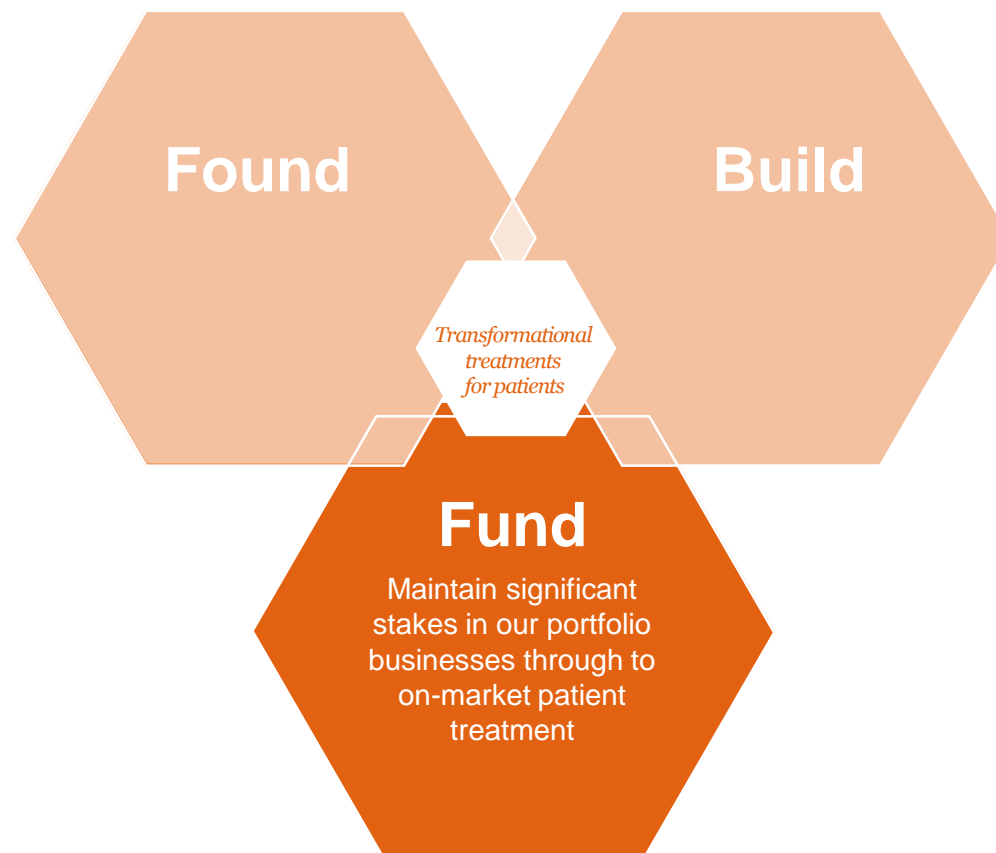 Found
Build
Transformational
treatments
for patients
Fund
Maintain significant
stakes in our portfolio
businesses through to
on-market patient
treatment